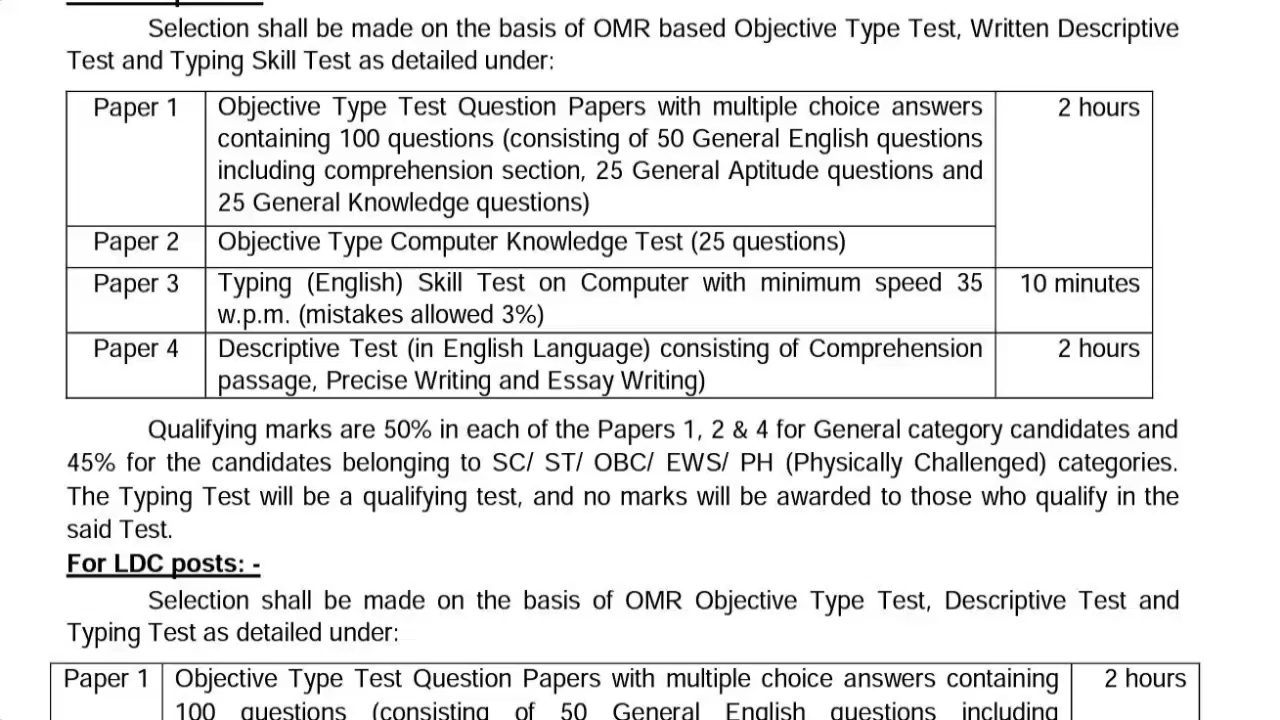 Selection shall be made on the basis of OMR based Objective Type Test, Written Descriptive
Test and Typing Skill Test as detailed under:
Paper 1 Objective Type Test Question Papers with multiple choice answers 2 hours
containing 100 questions (consisting of 50 General English questions
including comprehension section, 25 General Aptitude questions and
25 General Knowledge questions)
Paper 2 Objective Type Computer Knowledge Test (25 questions)
Paper 3 Typing (English) Skill Test on Computer with minimum speed 35 10 minutes
w.p.m. (mistakes allowed 3%)
Paper 4 Descriptive Test (in English Language) consisting of Comprehension 2 hours
passage, Precise Writing and Essay Writing)
Qualifying marks are 50% in each of the Papers 1, 2 & 4 for General category candidates and
45% for the candidates belonging to SC/ ST/ OBC/ EWS/ PH (Physically Challenged) categories.
The Typing Test will be a qualifying test, and no marks will be awarded to those who qualify in the
said Test.
For LDC posts: -
Selection shall be made on the basis of OMR Objective Type Test, Descriptive Test and
Typing Test as detailed under:
Paper 1 Objective Type Test Question Papers with multiple choice answers containing 2 hours
100 questions (consisting of 50 General English questions including